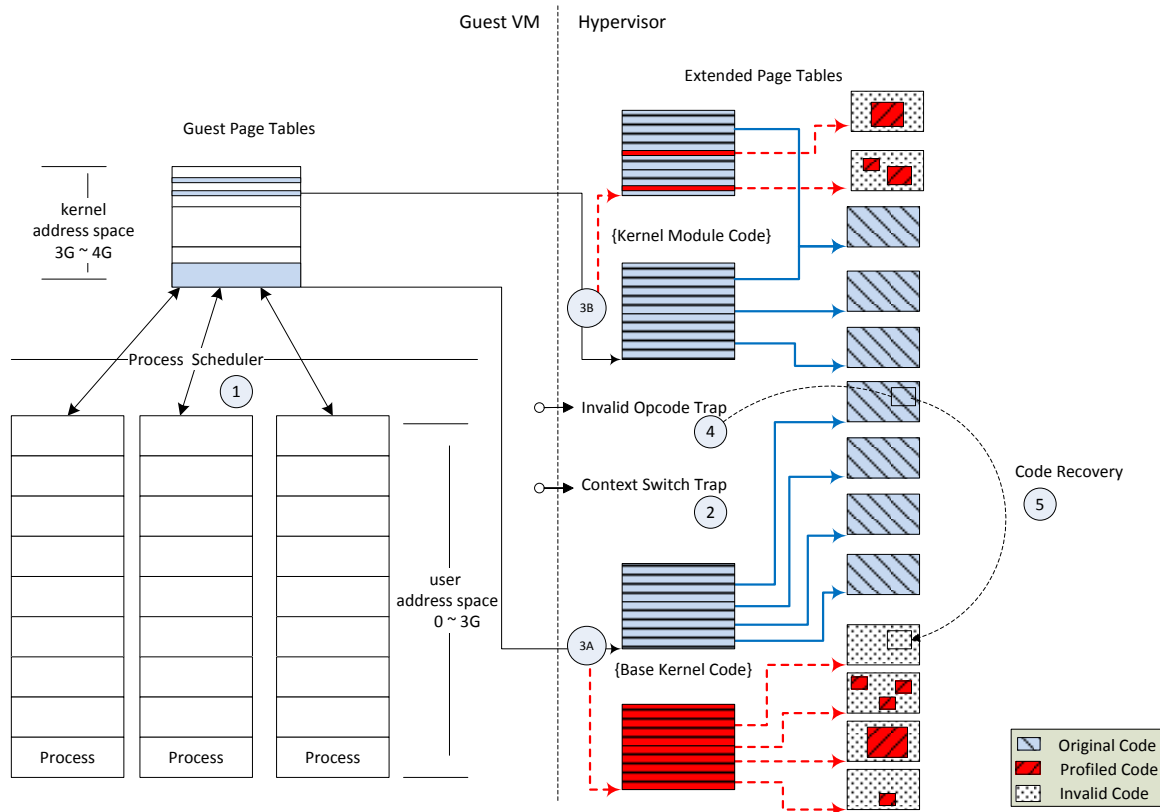 Guest VM
Hypervisor
Extended Page Tables
Guest Page Tables
kernel
address space
3G ~ 4G
{Kernel Module Code}
3B
Process Scheduler
1
Invalid Opcode Trap
4
Context Switch Trap
2
Code Recovery
5
user
address space
0 ~ 3G
3A
{Base Kernel Code}
Process
Process
Process
Original Code
Profiled Code
Invalid Code